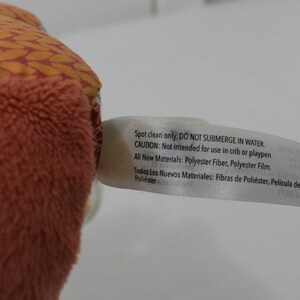 Spot clean only. DO NOT SUBMERGE IN WATER.
CAUTION: Not intended for use in crib or playpen
All New Materials: Polyester Fiber, Polyester Film.
Todos Los Nuevos Materiales: Fibras de Poliéster, Película de
Poliéster